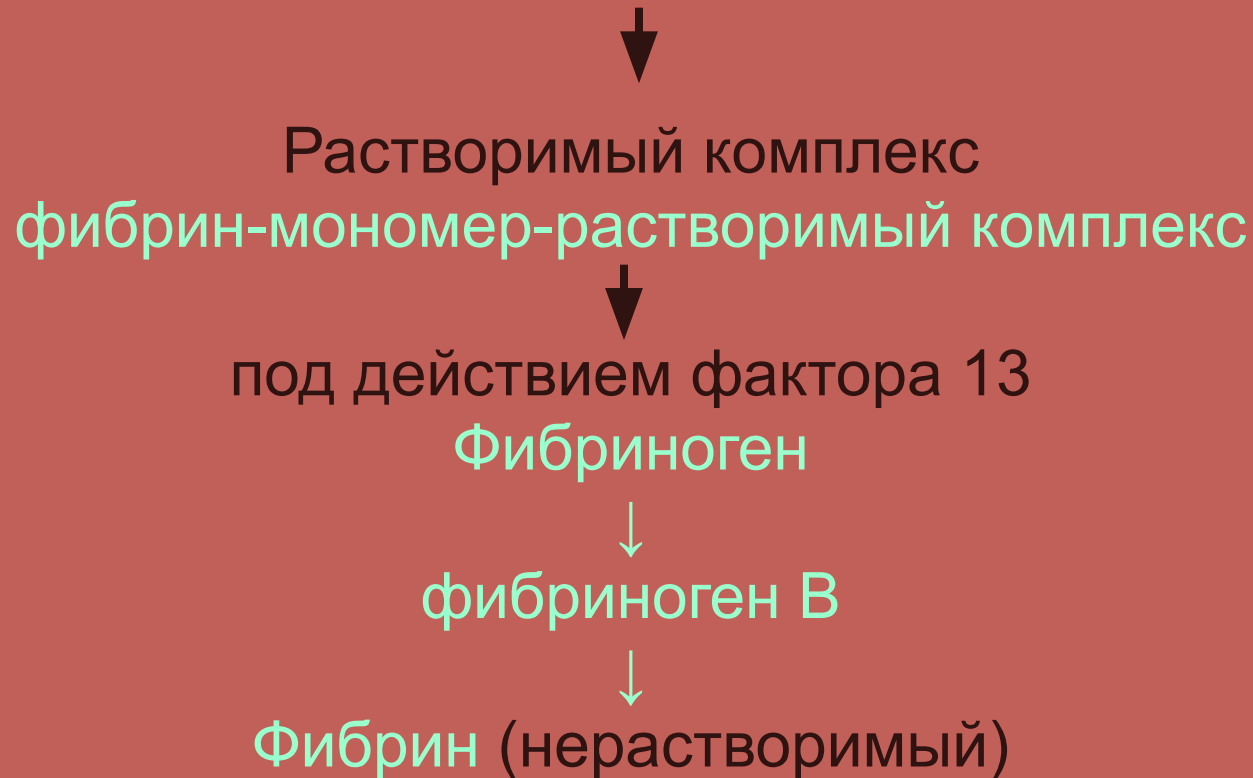 Растворимый комплекс
фибрин-мономер-растворимый комплекс
под действием фактора 13
Фибриноген
↓
фибриноген В
↓
Фибрин (нерастворимый)